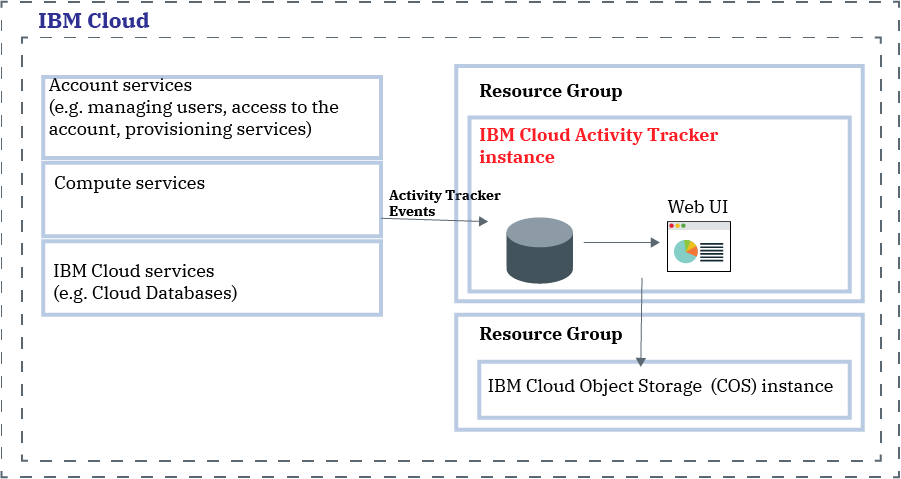 IBM Cloud
Account services
(e.g. managing users, access to the
account, provisioning services)
Compute services
IBM Cloud services
(e.g. Cloud Databases)
Activity Tracker
Events
Resource Group
IBM Cloud Activity Tracker
instance
Web UI
Resource Group
IBM Cloud Object Storage (COS) instance